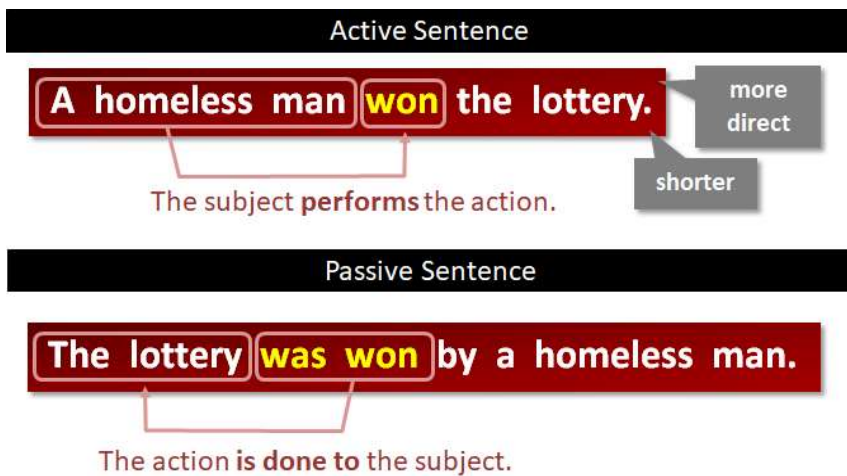 Active Sentence
A homeless man won the lottery.
more
direct
shorter
The subject performs the action.
Passive Sentence
The lottery was won by a homeless man.
The action is done to the subject.